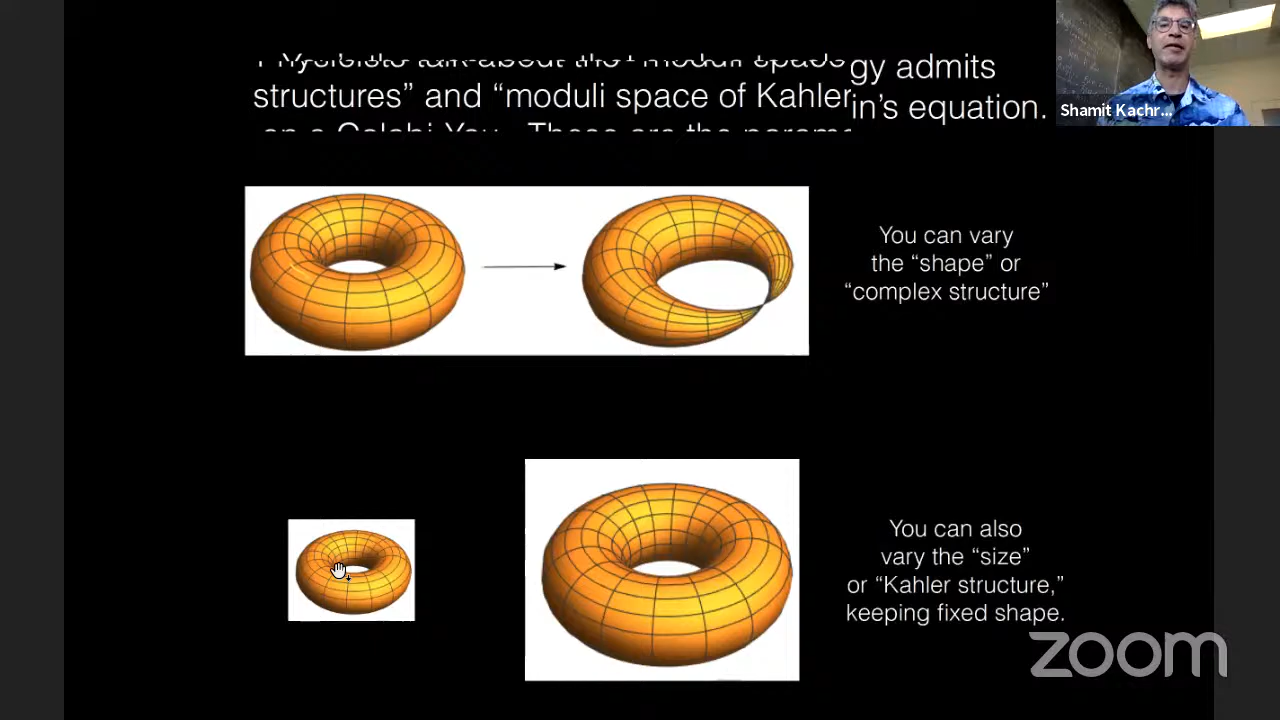 gy admits
structures” and “moduli space of Kahler
in’s equation.
Shamit Kachr...
You can vary
the “shape” or
“complex structure”
You can also
vary the “size”
or “Kahler structure,”
keeping fixed shape.
zoom